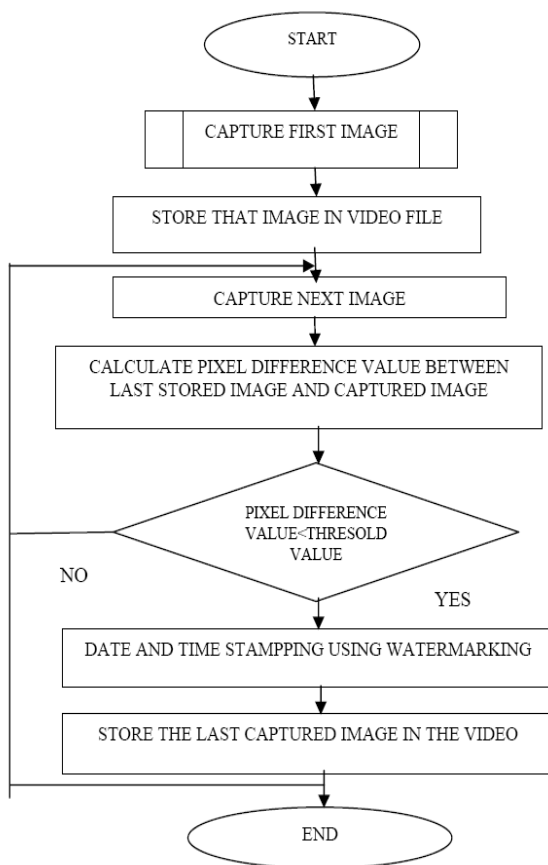 START
CAPTURE FIRST IMAGE
STORE THAT IMAGE IN VIDEO FILE
CAPTURE NEXT IMAGE
CALCULATE PIXEL DIFFERENCE VALUE BETWEEN
LAST STORED IMAGE AND CAPTURED IMAGE
PIXEL DIFFERENCE
VALUE<THRESOLD
VALUE
NO
YES
DATE AND TIME STAMPPING USING WATERMARKING
STORE THE LAST CAPTURED IMAGE IN THE VIDEO
END